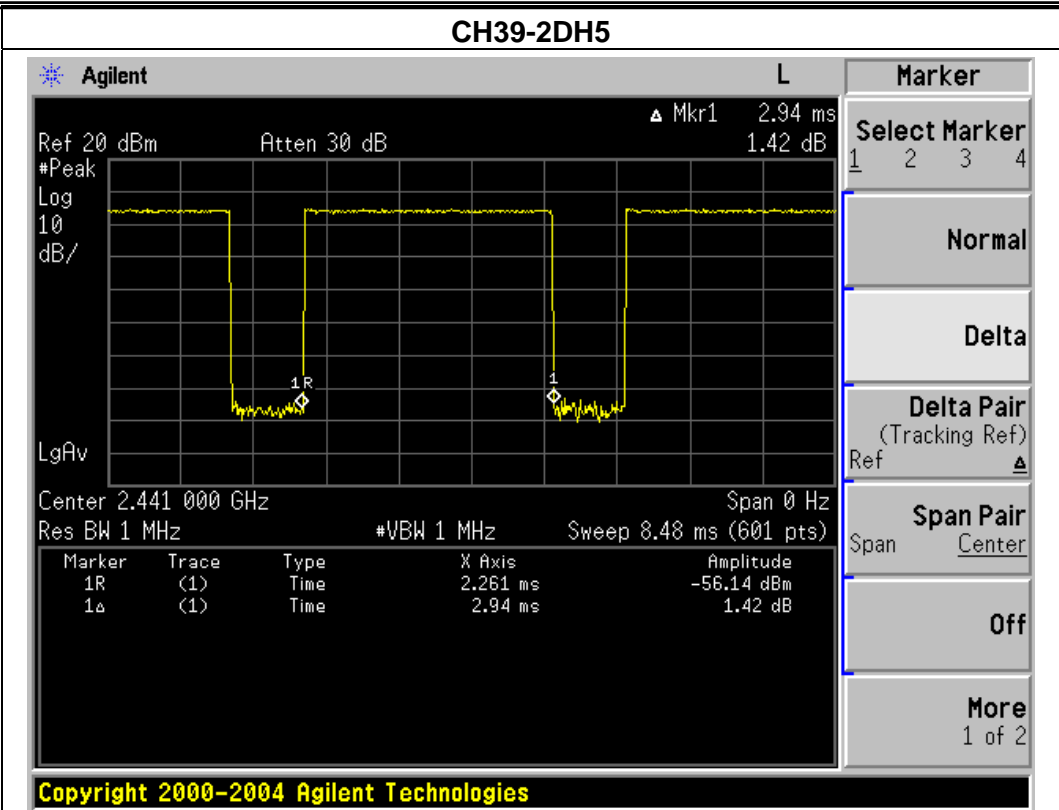 CH39-2DH5
Agilent L
Δ Mkr1 2.94 ms
Ref 20 dBm Atten 30 dB 1.42 dB
#Peak
Log
10
dB/
1R 1
LgAv
Center 2.441 000 GHz Span 0 Hz
Res BW 1 MHz #VBW 1 MHz Sweep 8.48 ms (601 pts)
Marker Trace Type X Axis Amplitude
1R (1) Time 2.261 ms -56.14 dBm
1Δ (1) Time 2.94 ms 1.42 dB
Marker
Select Marker
1 2 3 4
Normal
Delta
Delta Pair
(Tracking Ref)
Ref Δ
Span Pair
Span Center
Off
More
1 of 2
Copyright 2000-2004 Agilent Technologies